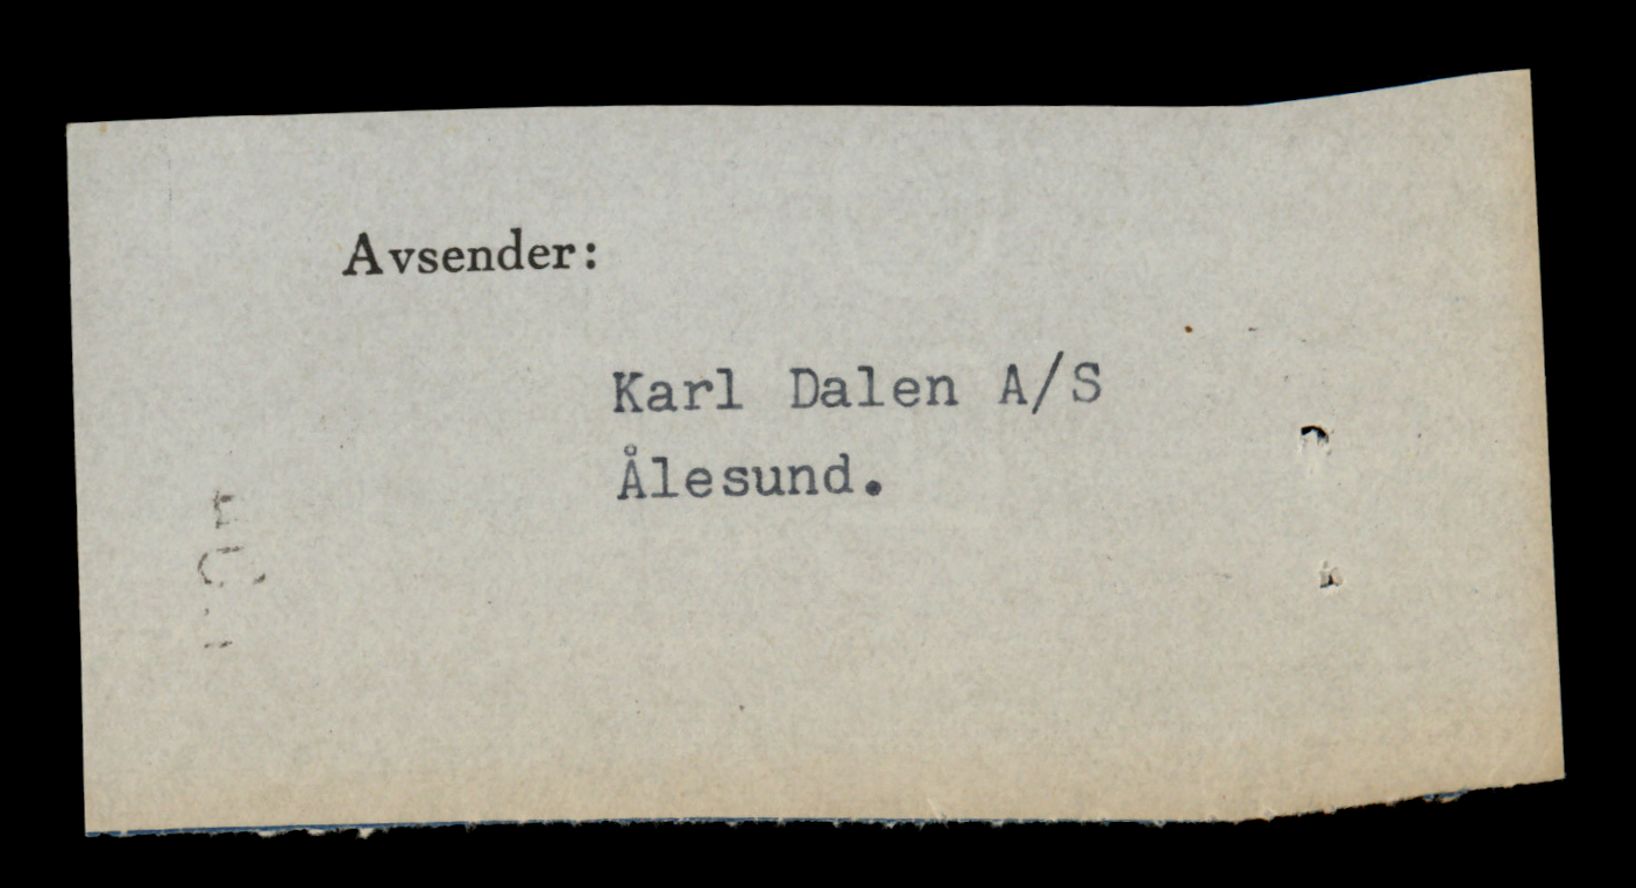 Avsender:
Karl Dalen A/S
Ålesund.